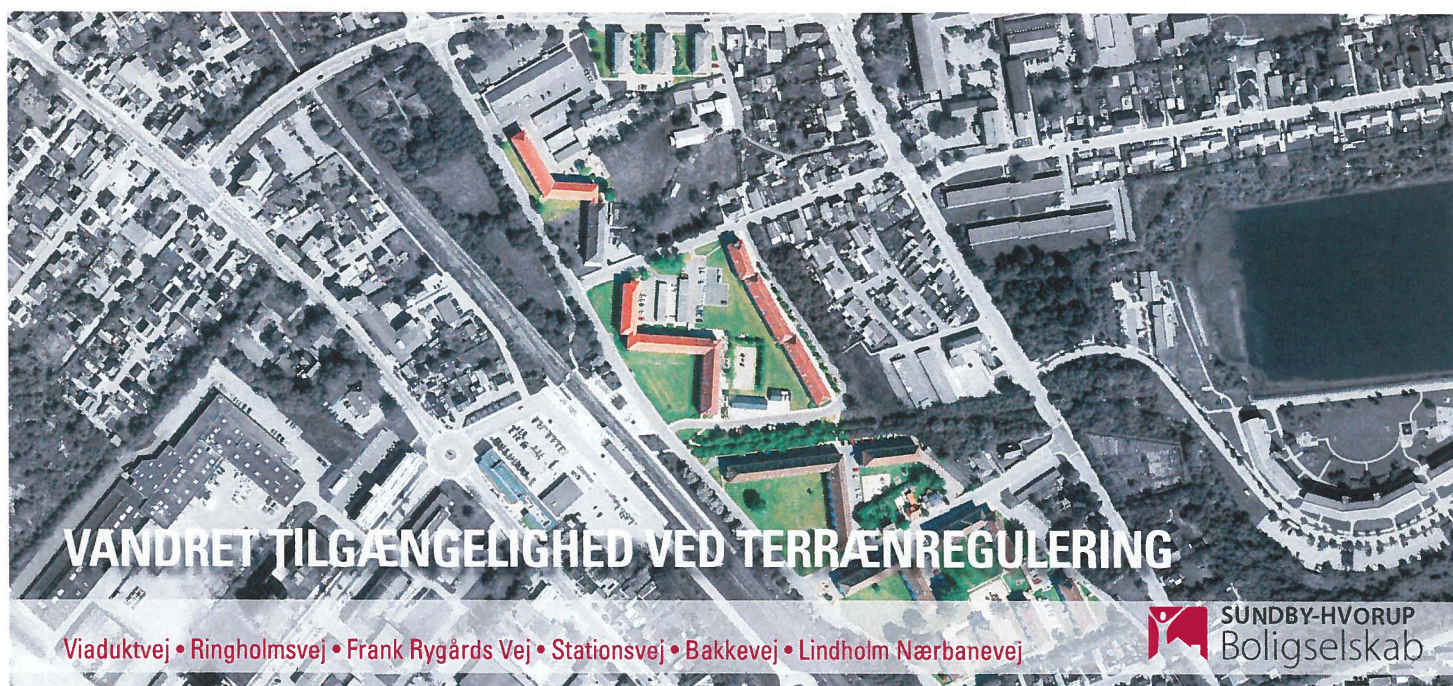 VANDRET TILGÆNGELIGHED VED TERRÆNREGULERING
Viaduktvej • Ringholmsvej • Frank Rygårds Vej • Stationsvej • Bakkevej • Lindholm Nærbanevej
SUNDBY-HVORUP
Boligselskab